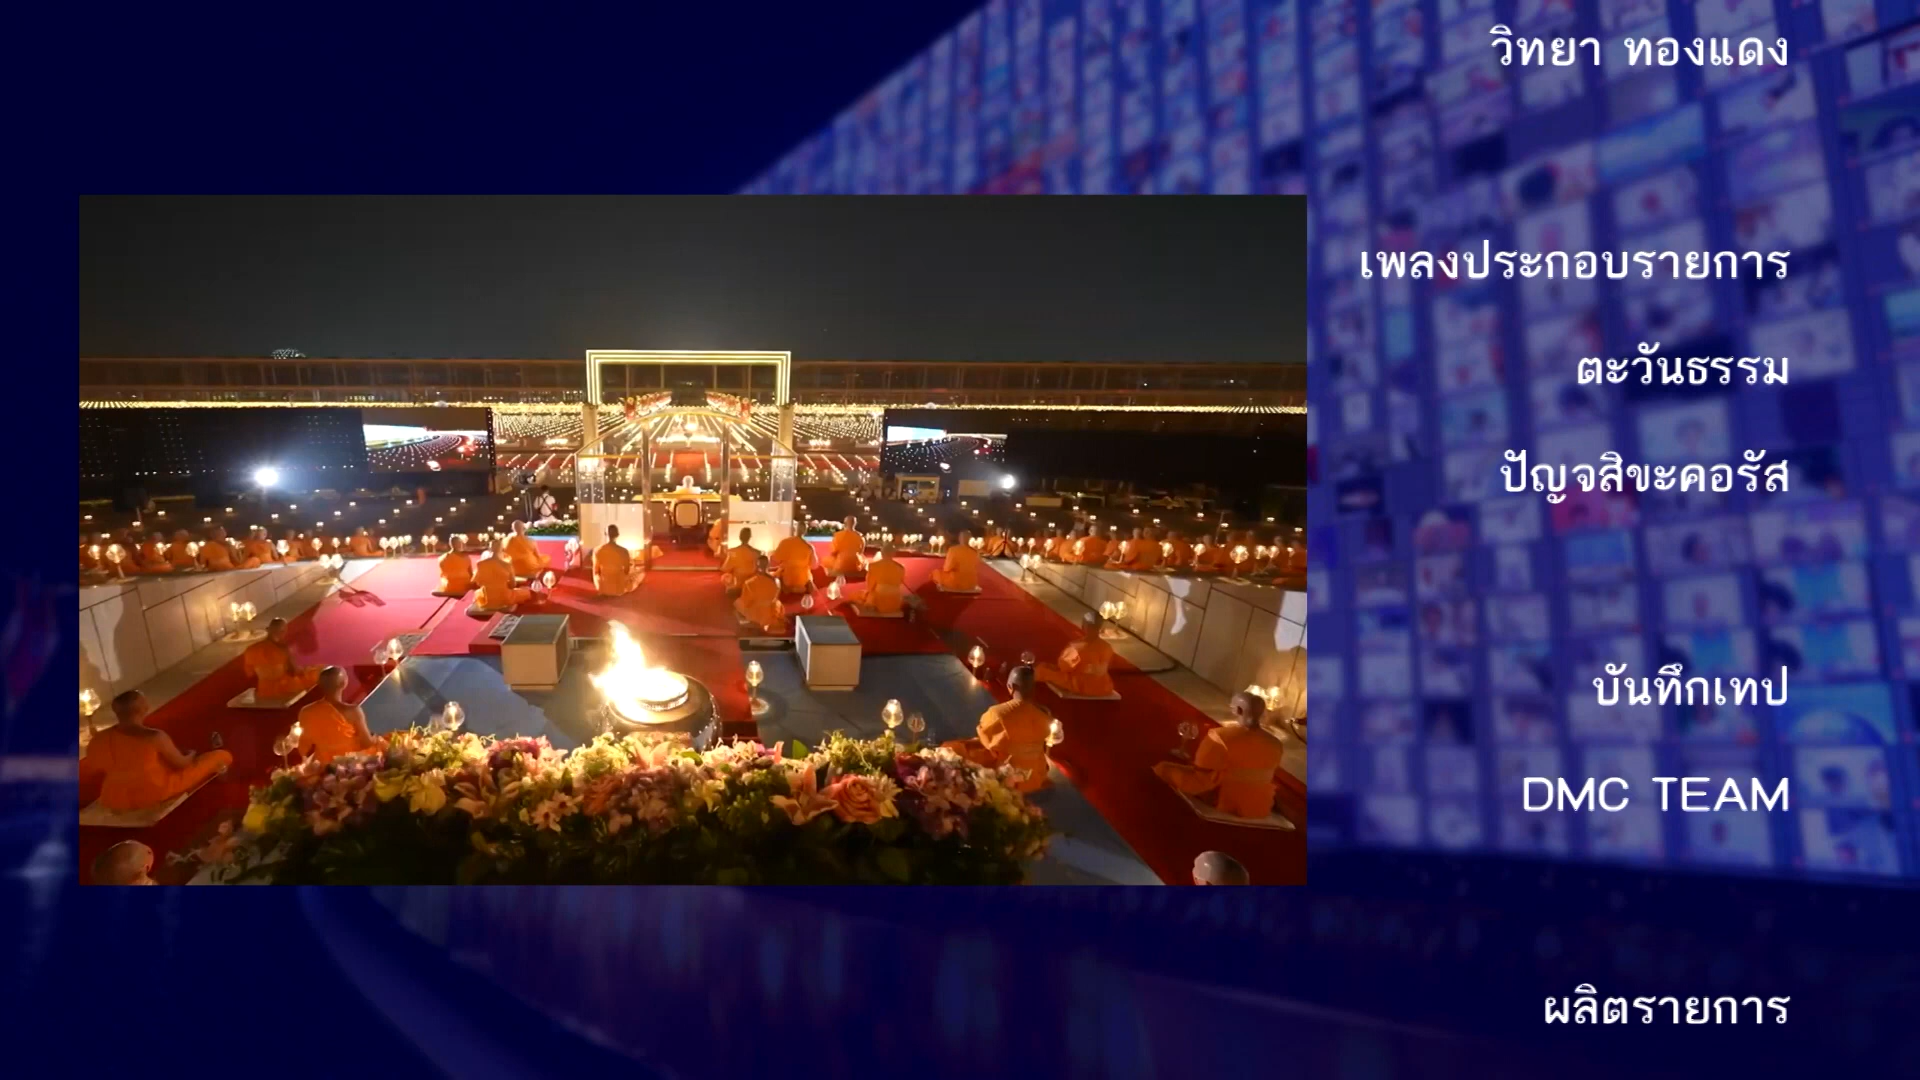 วิทยา ทองแดง
เพลงประกอบรายการ
ตะวันธรรม
ปัญจสิขะคอรัส
บันทึกเทป
DMC TEAM
ผลิตรายการ